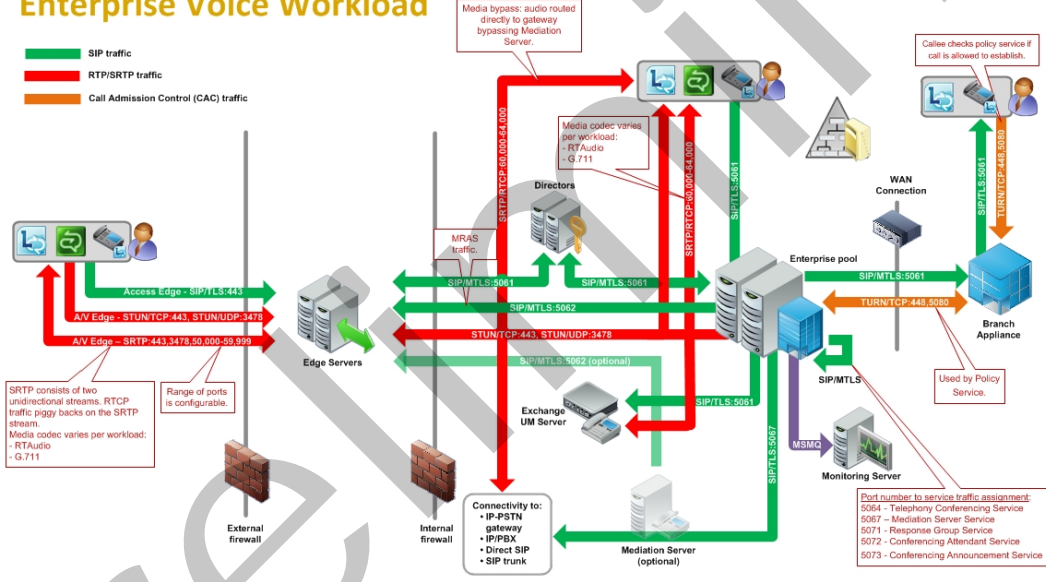 Enterprise Voice Workload
SIP traffic
RTP/SRTP traffic
Call Admission Control (CAC) traffic
Media bypass: audio routed
directly to gateway
bypassing Mediation
Server.
Callee checks policy service if
call is allowed to establish.
Media codec varies
per workload:
- RTAudio
- G.711
SRTP/RTCP:60,000-64,000
SRTP/RTCP:60,000-64,000
SIP/TLS:5061
SIP/TLS:5061
TURN/TCP:448,5080
WAN
Connection
Directors
MRAS
traffic.
Enterprise pool
Access Edge - SIP/TLS:443
A/V Edge - STUN/TCP:443, STUN/UDP:3478
A/V Edge – SRTP:443,3478,50,000-59,999
SIP/MTLS:5061
SIP/MTLS:5061
SIP/MTLS:5061
SIP/MTLS:5062
TURN/TCP:448,5080
STUN/TCP:443, STUN/UDP:3478
SIP/MTLS:5062 (optional)
Edge Servers
Branch
Appliance
SRTP consists of two
unidirectional streams. RTCP
traffic piggy backs on the SRTP
stream.
Media codec varies per workload:
- RTAudio
- G.711
Range of ports
is configurable.
SIP/MTLS
Used by Policy
Service.
Exchange
UM Server
SIP/TLS:5061
SIP/TLS:5067
MSMQ
Monitoring Server
External
firewall
Internal
firewall
Connectivity to:
• IP-PSTN
gateway
• IP/PBX
• Direct SIP
• SIP trunk
Mediation Server
(optional)
Port number to service traffic assignment:
5064 - Telephony Conferencing Service
5067 – Mediation Server Service
5071 - Response Group Service
5072 - Conferencing Attendant Service
5073 - Conferencing Announcement Service